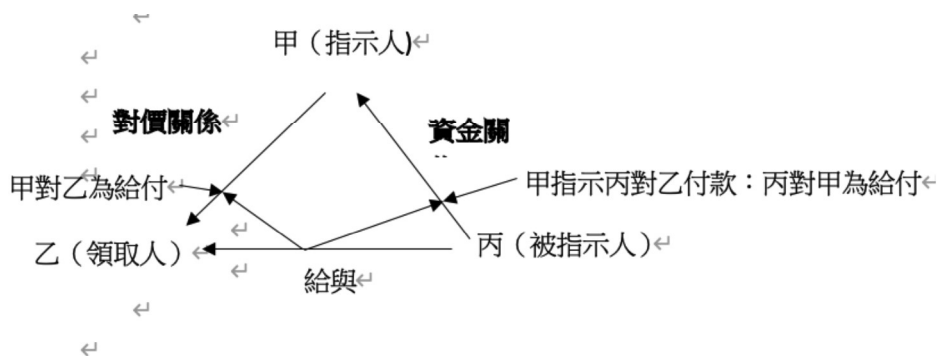 甲（指示人)
對價關係
資金關
甲對乙為給付
甲指示丙對乙付款：丙對甲為給付
乙（領取人）
丙（被指示人）
給與